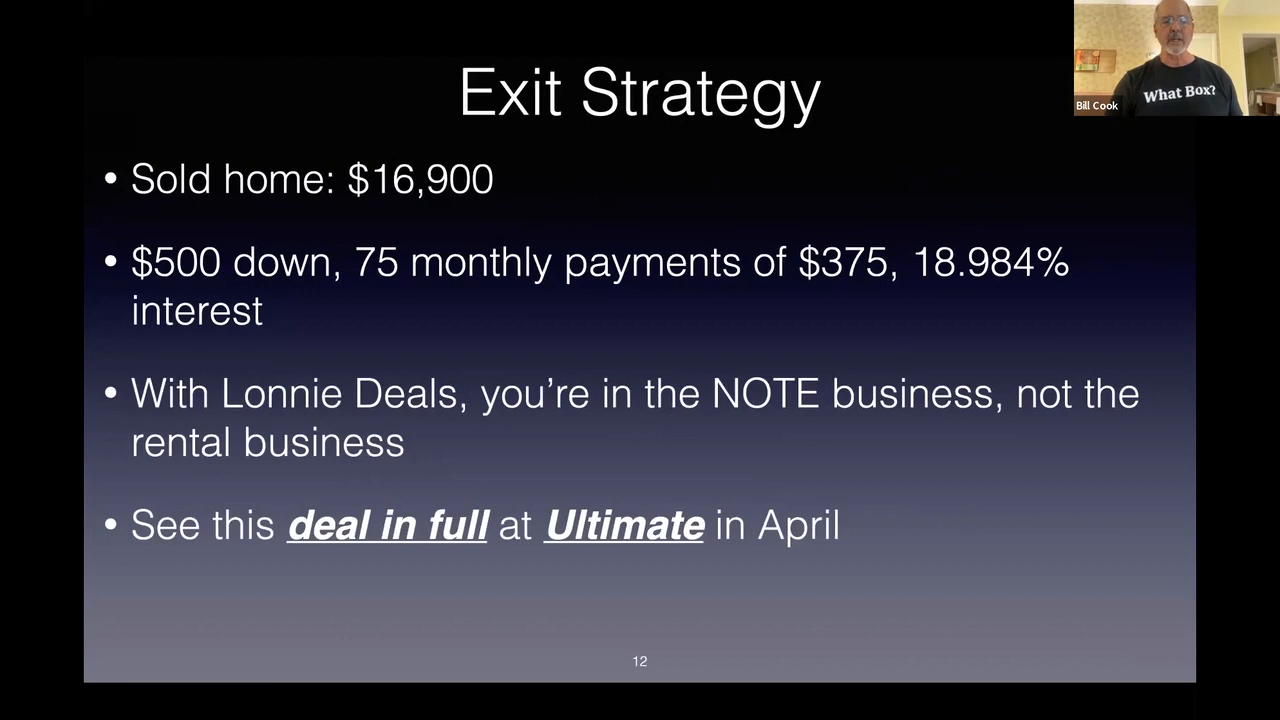 Exit Strategy
What Box?
Bill Cook
• Sold home: $16,900
• $500 down, 75 monthly payments of $375, 18.984%
interest
• With Lonnie Deals, you’re in the NOTE business, not the
rental business
• See this deal in full at Ultimate in April
12